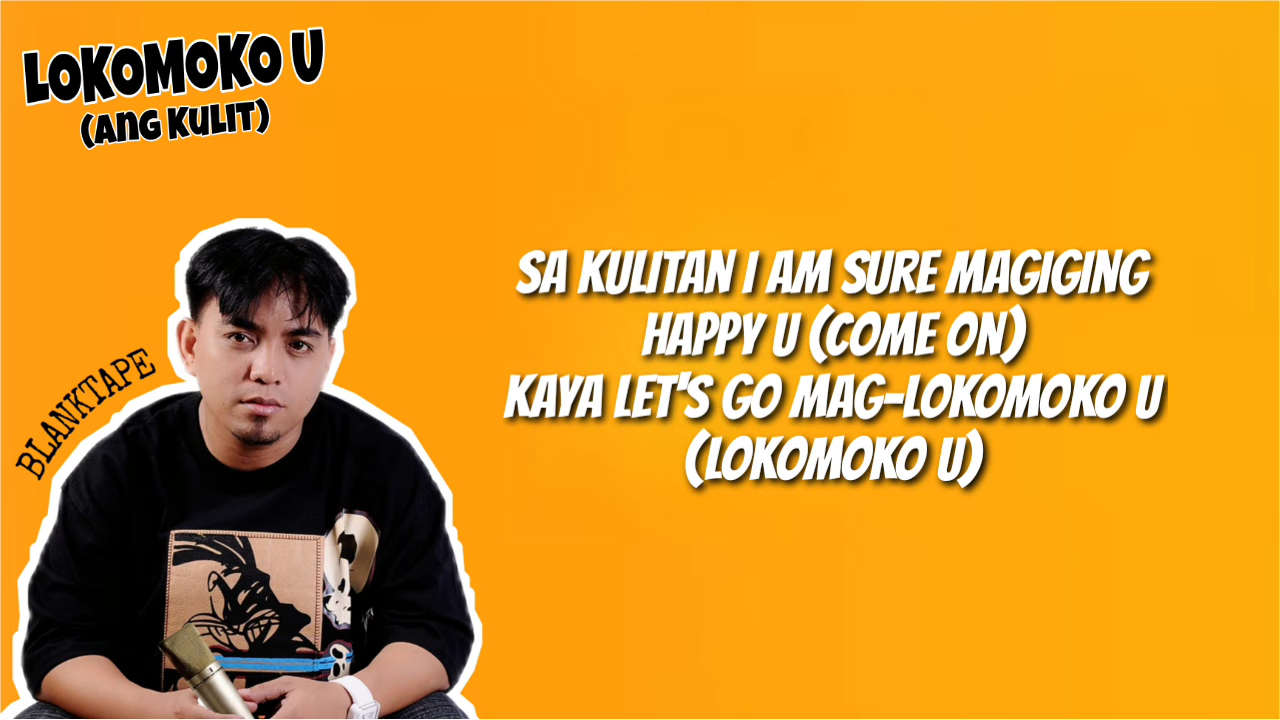 LOKOMOKO U
(ANG KULIT)
BLANKTAPE
SA KULITAN I AM SURE MAGIGING
HAPPY U (COME ON)
KAYA LET'S GO MAG-LOKOMOKO U
(LOKOMOKO U)